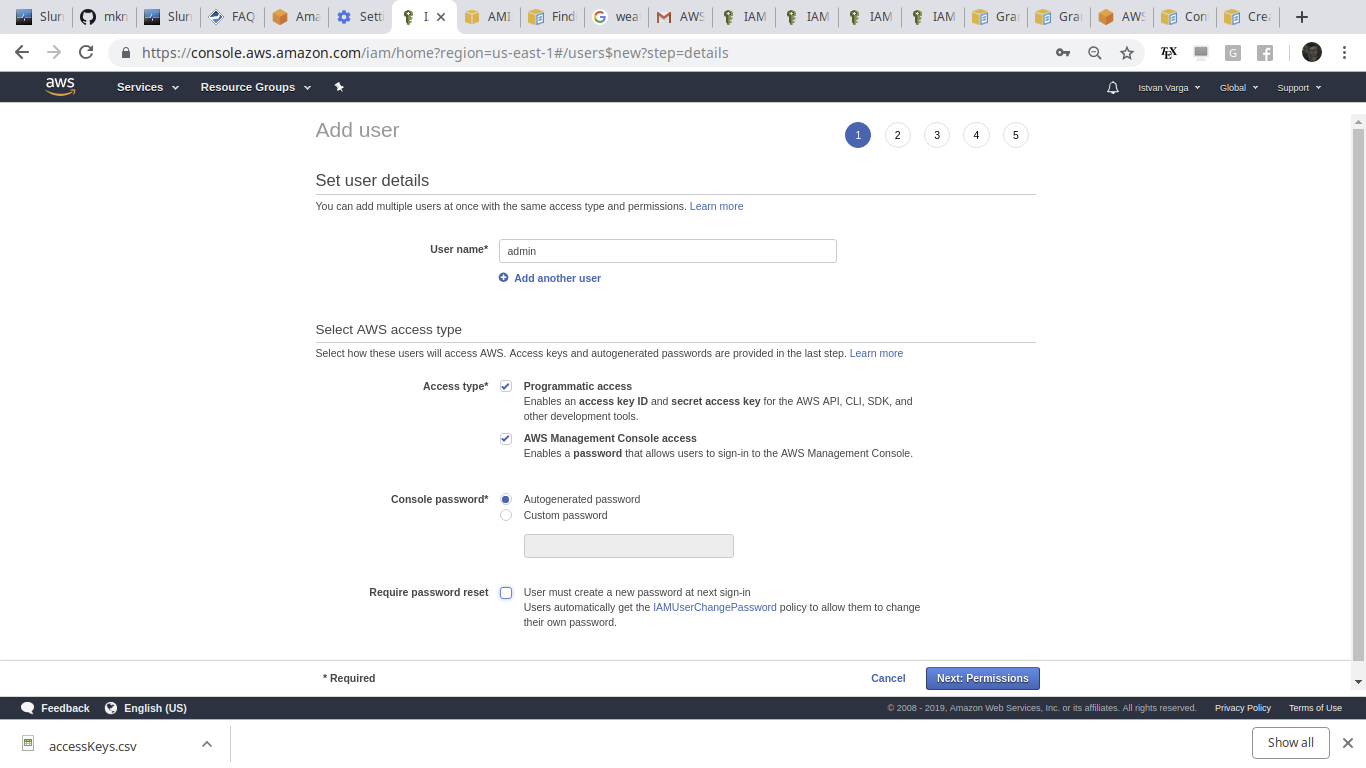 Slurr
mkn
Slurr
FAQ
Ama
Setti
I.
AMI
Find
wear
AWS
IAM
IAM
IAM
IAM
Gran
Gran
AWS
Con
Crea
https://console.aws.amazon.com/iam/home?region=us-east-1#/users$new?step=details
aws Services Resource Groups Istvan Varga Global Support
Add user 1 2 3 4 5
Set user details
You can add multiple users at once with the same access type and permissions. Learn more
User name* admin
Add another user
Select AWS access type
Select how these users will access AWS. Access keys and autogenerated passwords are provided in the last step. Learn more
Access type* Programmatic access
Enables an access key ID and secret access key for the AWS API, CLI, SDK, and
other development tools.
AWS Management Console access
Enables a password that allows users to sign-in to the AWS Management Console.
Console password* Autogenerated password
Custom password
Require password reset User must create a new password at next sign-in
Users automatically get the IAMUserChangePassword policy to allow them to change
their own password.
* Required Cancel Next: Permissions
Feedback English (US) © 2008 - 2019, Amazon Web Services, Inc. or its affiliates. All rights reserved. Privacy Policy Terms of Use
accessKeys.csv Show all